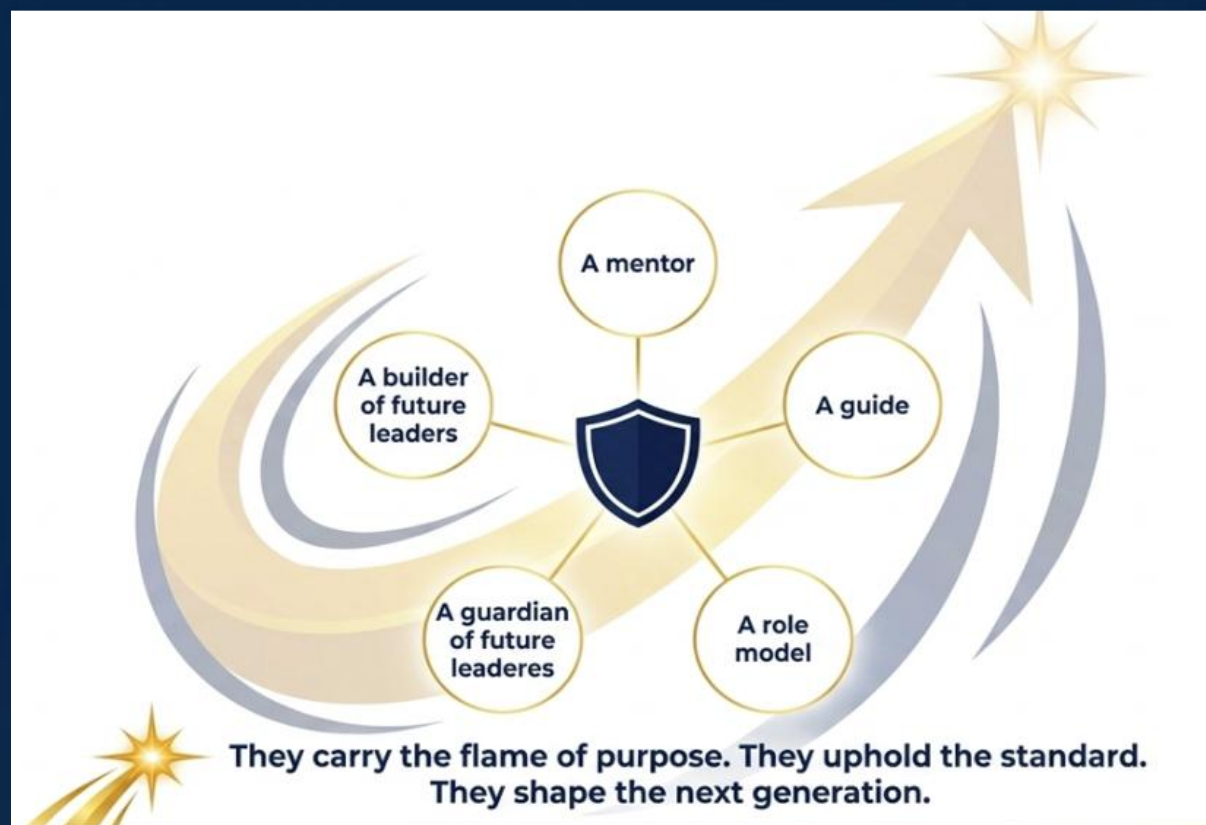 A mentor
A builder
of future
leaders
A guide
A guardian
of future
leaderes
A role
model
They carry the flame of purpose. They uphold the standard.
They shape the next generation.